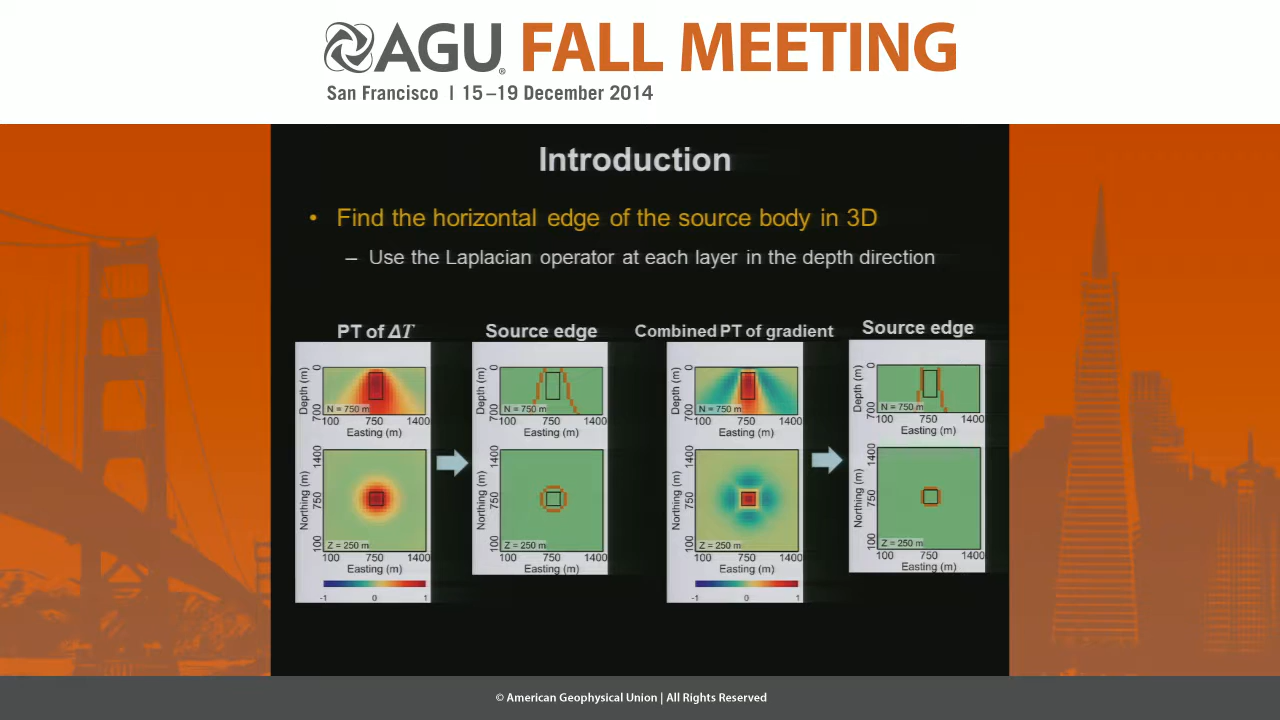 AGU® FALL MEETING
San Francisco | 15–19 December 2014
Introduction
• Find the horizontal edge of the source body in 3D
– Use the Laplacian operator at each layer in the depth direction
PT of ΔT
Source edge
Combined PT of gradient
Source edge
Depth (m)
0
700
N = 750 m
100 750 1400
Easting (m)
Northing (m)
1400
750
100
Z = 250 m
100 750 1400
Easting (m)
-1 0 1
Depth (m)
0
700
N = 750 m
100 750 1400
Easting (m)
Northing (m)
1400
750
100
Z = 250 m
100 750 1400
Easting (m)
Depth (m)
0
700
N = 750 m
100 750 1400
Easting (m)
Northing (m)
1400
750
100
Z = 250 m
100 750 1400
Easting (m)
-1 0 1
Depth (m)
0
700
N = 750 m
100 750 1400
Easting (m)
Northing (m)
1400
750
100
Z = 250 m
100 750 1400
Easting (m)
© American Geophysical Union | All Rights Reserved